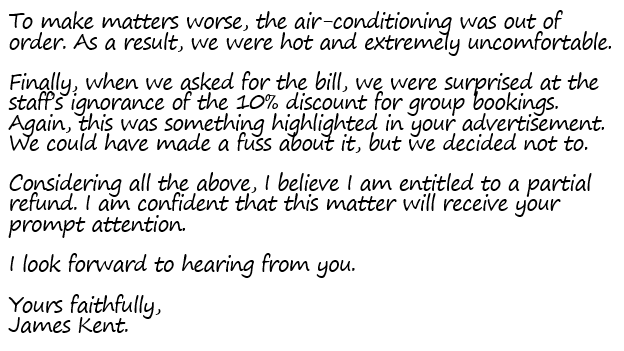 To make matters worse, the air-conditioning was out of
order. As a result, we were hot and extremely uncomfortable.
Finally, when we asked for the bill, we were surprised at the
staff's ignorance of the 10% discount for group bookings.
Again, this was something highlighted in your advertisement.
We could have made a fuss about it, but we decided not to.
Considering all the above, I believe I am entitled to a partial
refund. I am confident that this matter will receive your
prompt attention.
I look forward to hearing from you.
Yours faithfully,
James Kent.